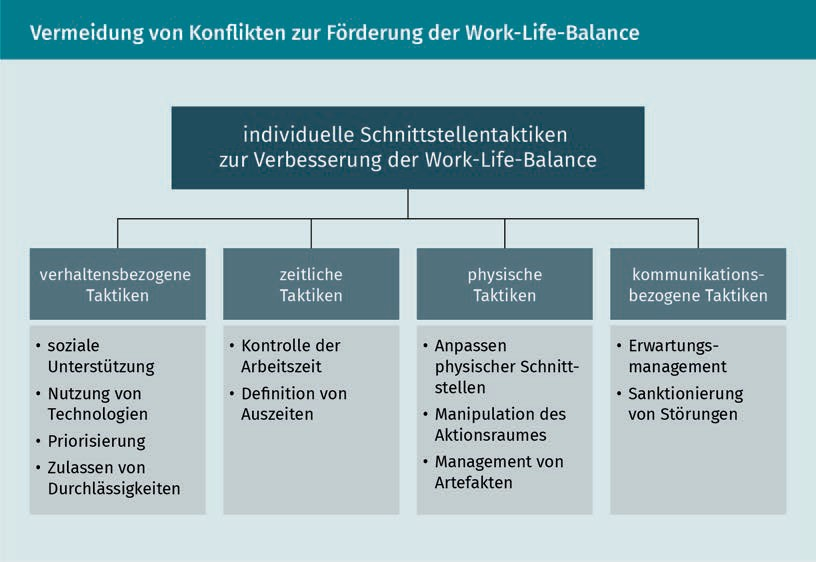 Vermeidung von Konflikten zur Förderung der Work-Life-Balance
individuelle Schnittstellentaktiken
zur Verbesserung der Work-Life-Balance
verhaltensbezogene
Taktiken
• soziale
Unterstützung
• Nutzung von
Technologien
• Priorisierung
• Zulassen von
Durchlässigkeiten
zeitliche
Taktiken
• Kontrolle der
Arbeitszeit
• Definition von
Auszeiten
physische
Taktiken
• Anpassen
physischer Schnitt-
stellen
• Manipulation des
Aktionsraumes
• Management von
Artefakten
kommunikations-
bezogene Taktiken
• Erwartungs-
management
• Sanktionierung
von Störungen